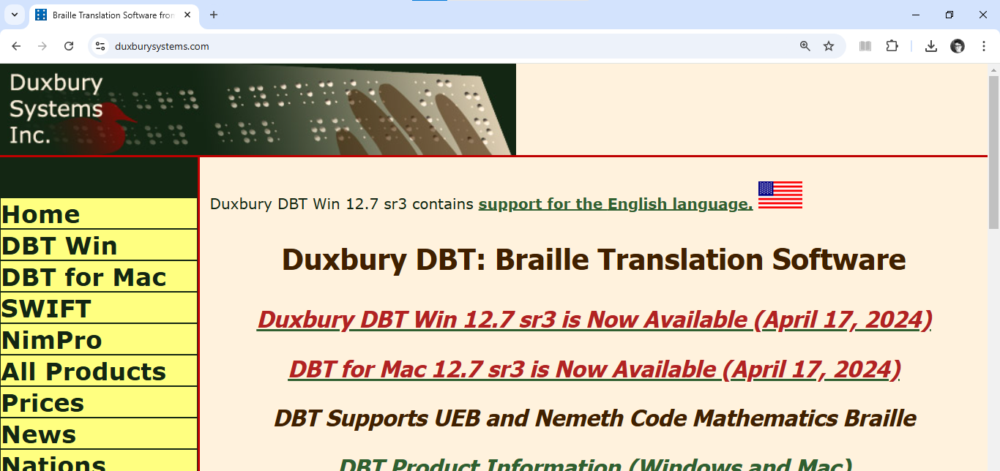 Braille Translation Software from
duxburysystems.com
Duxbury
Systems
Inc.
Home
DBT Win
DBT for Mac
SWIFT
NimPro
All Products
Prices
News
Nations
Duxbury DBT Win 12.7 sr3 contains support for the English language.
Duxbury DBT: Braille Translation Software
Duxbury DBT Win 12.7 sr3 is Now Available (April 17, 2024)
DBT for Mac 12.7 sr3 is Now Available (April 17, 2024)
DBT Supports UEB and Nemeth Code Mathematics Braille
DBT Product Information (Windows and Mac)